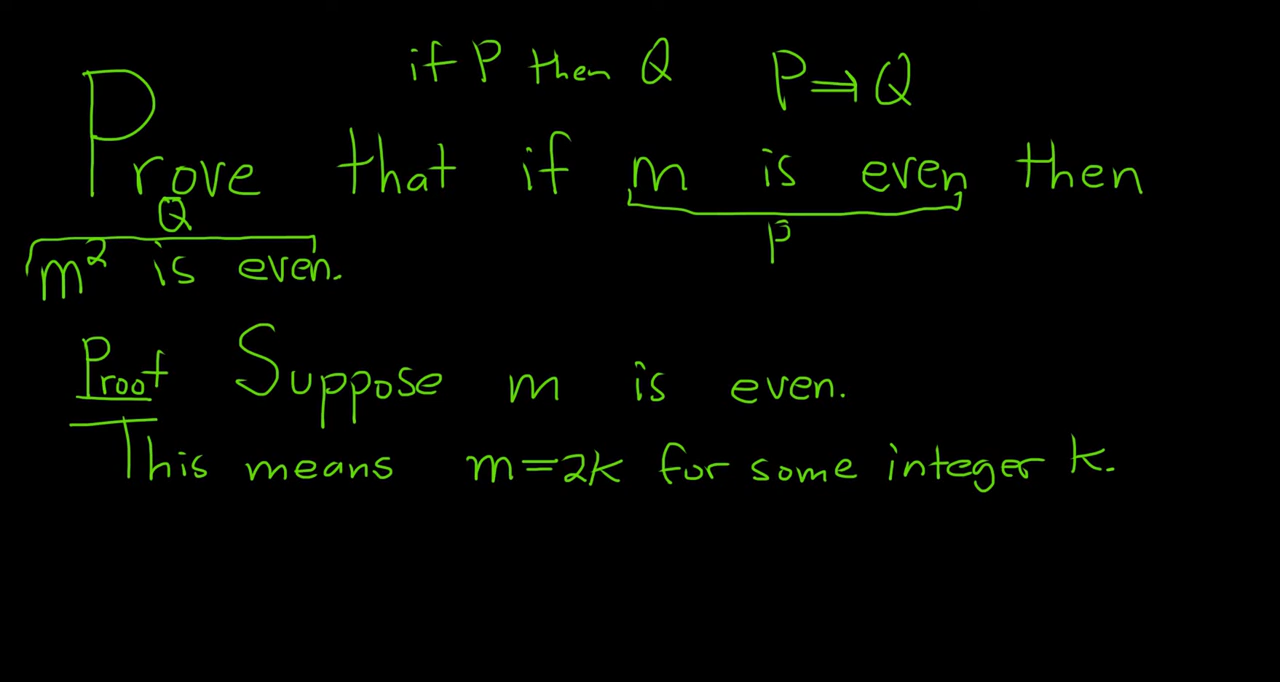 if P then Q P ⇒ Q
Prove that if m is even then
Q P
m² is even.
Proof Suppose m is even.
This means m=2k for some integer k.